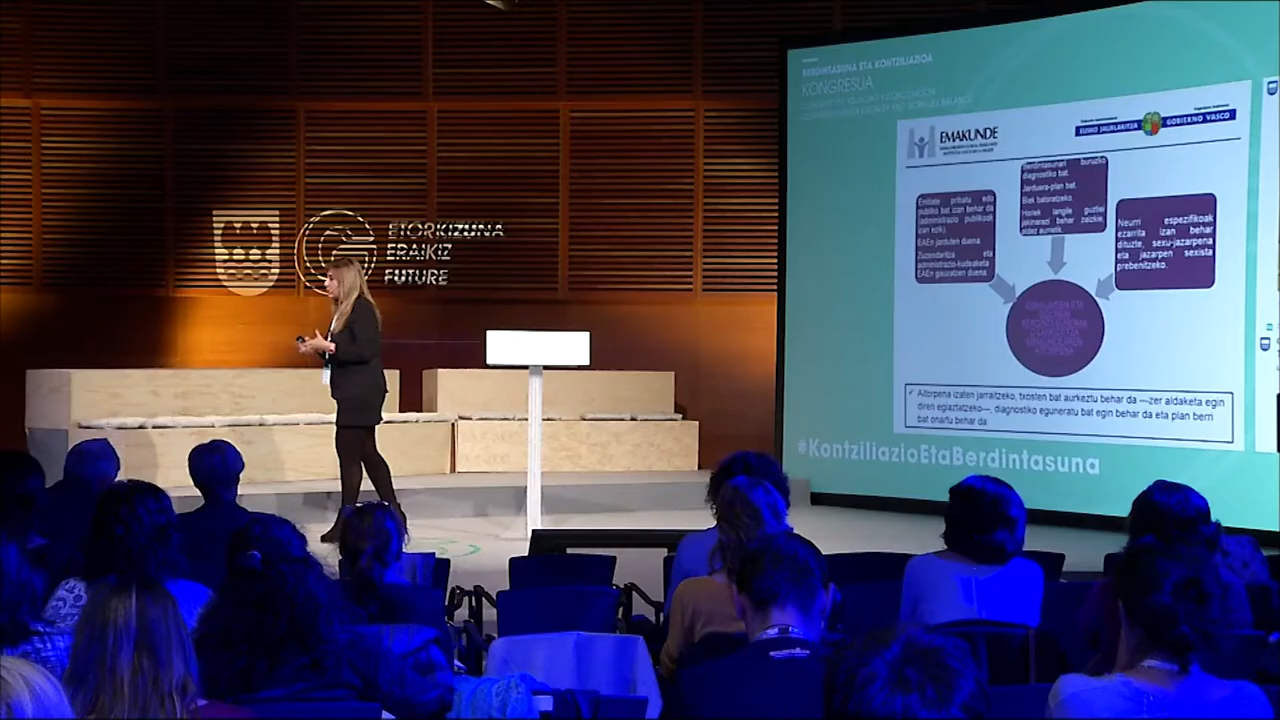 BERDINTASUNA ETA KONTZILIAZIOA
KONGRESUA
EMAKUNDE
EUSKO JAURLARITZA
GOBIERNO VASCO
Berdintasunari buruzko
diagnostiko bat.
Jarduera-plan bat.
Biek baloratzeko.
Horiek langile guztiei
jakinarazi behar zaizkie,
aldez aurretik.
Entitate pribatu edo
publiko bat izan behar da
(administrazio publikoak
izan ezik).
EAEn jarduten duena
Zuzendaritza eta
administrazio-kudeaketa
EAEn gauzatzen duena
Neurri espezifikoak
ezarrita izan behar
dituzte, sexu-jazarpena
eta jazarpen sexista
prebenitzeko.
✓ Aitorpena izaten jarraitzeko, txosten bat aurkeztu behar da —zer aldaketa egin
diren egiaztatzeko—, diagnostiko eguneratu bat egin behar da eta plan berri
bat onartu behar da
#KontziliazioEtaBerdintasuna
ETORKIZUNA
ERAIKIZ
FUTURE